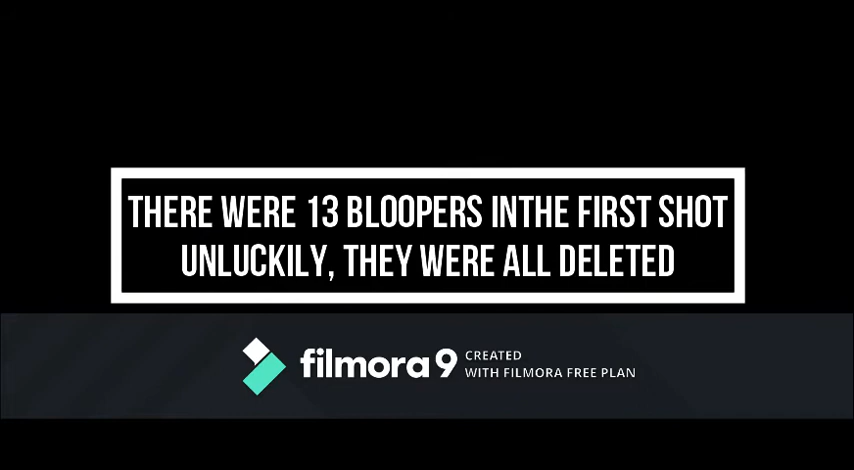 THERE WERE 13 BLOOPERS INTHE FIRST SHOT
UNLUCKILY, THEY WERE ALL DELETED
filmora 9 CREATED
WITH FILMORA FREE PLAN